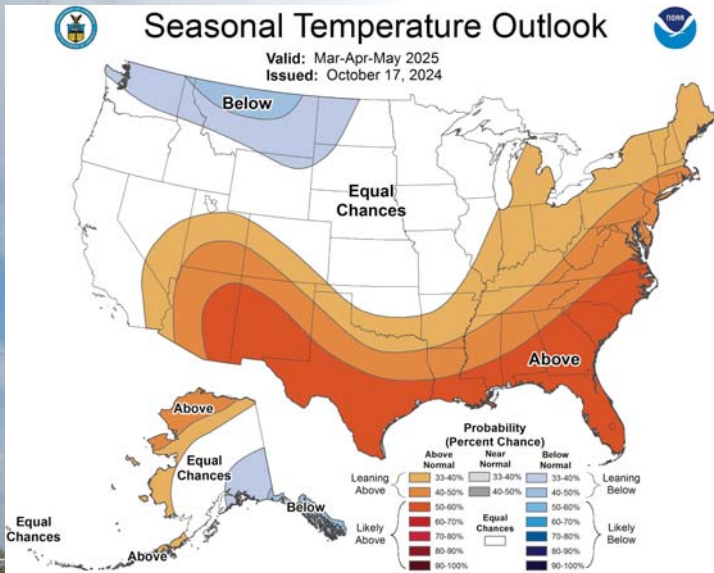 Seasonal Temperature Outlook
NOAA
Valid: Mar-Apr-May 2025
Issued: October 17, 2024
Below
Equal
Chances
Above
Above
Equal
Chances
Below
Equal
Chances
Above
Probability
(Percent Chance)
Above
Normal
Near
Normal
Below
Normal
Leaning
Above
33-40%
40-50%
33-40%
40-50%
33-40%
40-50%
Leaning
Below
Likely
Above
50-60%
60-70%
70-80%
80-90%
90-100%
Equal
Chances
50-60%
60-70%
70-80%
80-90%
90-100%
Likely
Below